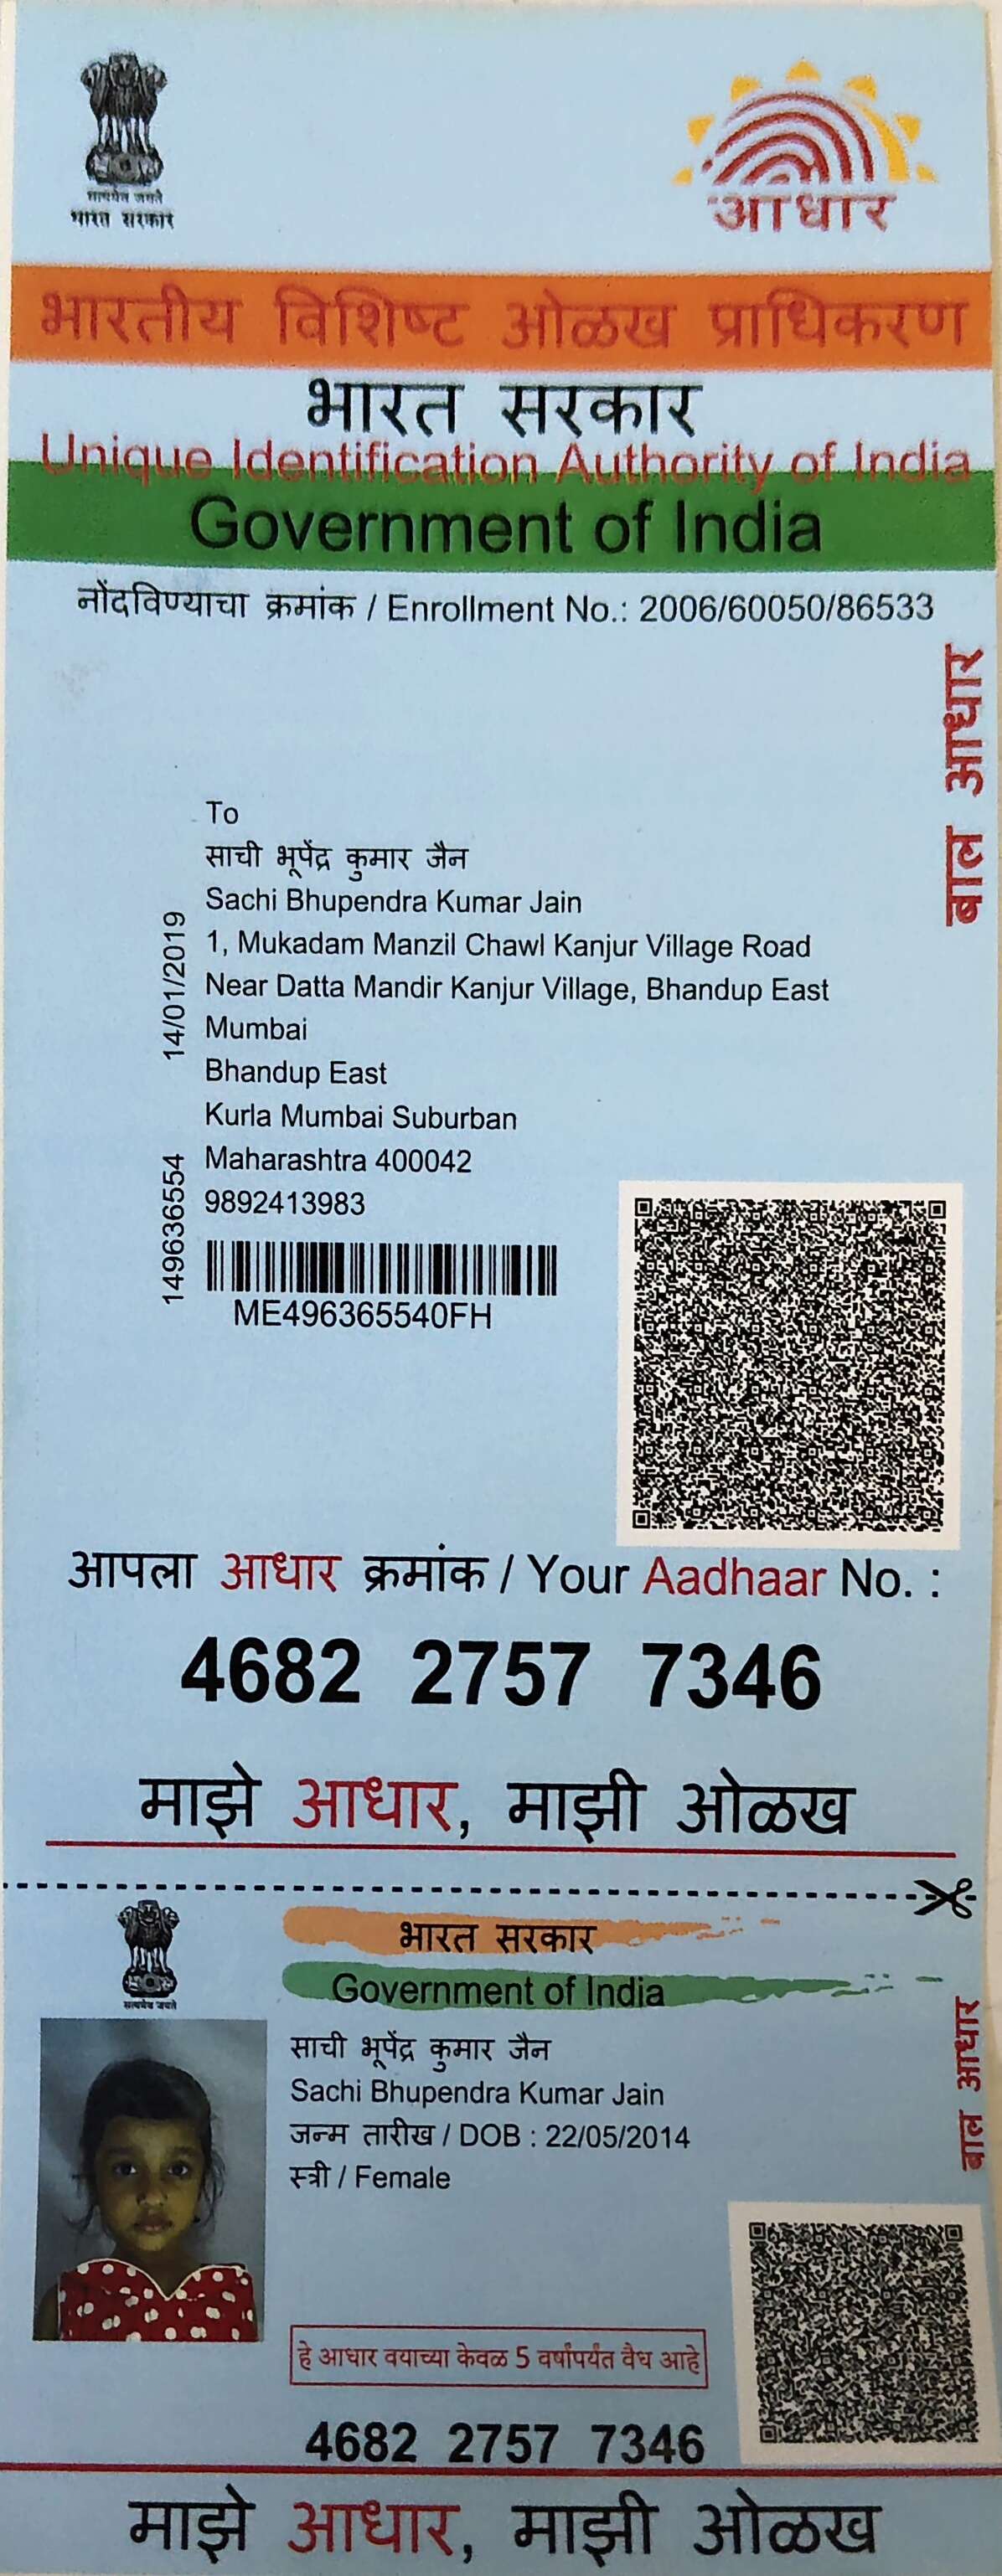 सत्यमेव जयते
भारत सरकार
आधार
भारतीय विशिष्ट ओळख प्राधिकरण
भारत सरकार
Unique Identification Authority of India
Government of India
नोंदविण्याचा क्रमांक / Enrollment No.: 2006/60050/86533
बाल आधार
To
साची भूपेंद्र कुमार जैन
Sachi Bhupendra Kumar Jain
1, Mukadam Manzil Chawl Kanjur Village Road
Near Datta Mandir Kanjur Village, Bhandup East
Mumbai
Bhandup East
Kurla Mumbai Suburban
Maharashtra 400042
9892413983
14/01/2019
149636554
ME496365540FH
आपला आधार क्रमांक / Your Aadhaar No. :
4682 2757 7346
माझे आधार, माझी ओळख
सत्यमेव जयते
भारत सरकार
Government of India
साची भूपेंद्र कुमार जैन
Sachi Bhupendra Kumar Jain
जन्म तारीख / DOB : 22/05/2014
स्त्री / Female
बाल आधार
हे आधार वयाच्या केवळ 5 वर्षांपर्यंत वैध आहे
4682 2757 7346
माझे आधार, माझी ओळख